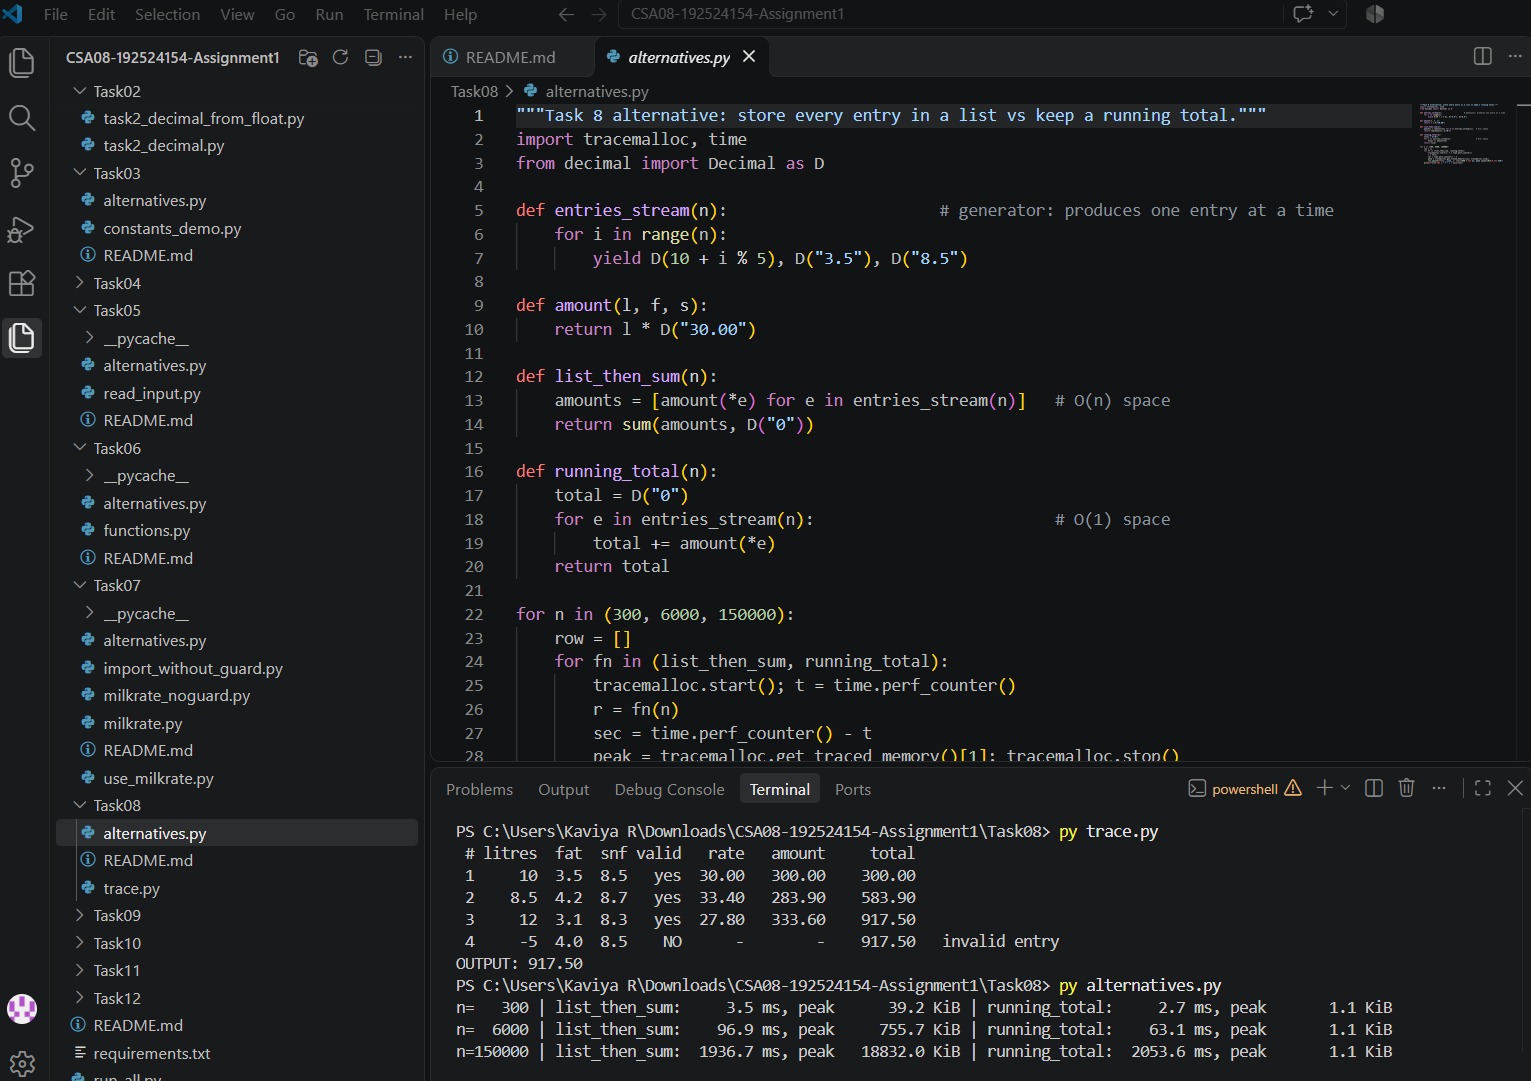 File Edit Selection View Go Run Terminal Help
CSA08-192524154-Assignment1
CSA08-192524154-Assignment1
Task02
task2_decimal_from_float.py
task2_decimal.py
Task03
alternatives.py
constants_demo.py
README.md
Task04
Task05
__pycache__
alternatives.py
read_input.py
README.md
Task06
__pycache__
alternatives.py
functions.py
README.md
Task07
__pycache__
alternatives.py
import_without_guard.py
milkrate_noguard.py
milkrate.py
README.md
use_milkrate.py
Task08
alternatives.py
README.md
trace.py
Task09
Task10
Task11
Task12
README.md
requirements.txt
run_all.py
README.md alternatives.py
Task08 > alternatives.py
1 """Task 8 alternative: store every entry in a list vs keep a running total."""
2 import tracemalloc, time
3 from decimal import Decimal as D
4
5 def entries_stream(n): # generator: produces one entry at a time
6 for i in range(n):
7 yield D(10 + i % 5), D("3.5"), D("8.5")
8
9 def amount(l, f, s):
10 return l * D("30.00")
11
12 def list_then_sum(n):
13 amounts = [amount(*e) for e in entries_stream(n)] # O(n) space
14 return sum(amounts, D("0"))
15
16 def running_total(n):
17 total = D("0")
18 for e in entries_stream(n): # O(1) space
19 total += amount(*e)
20 return total
21
22 for n in (300, 6000, 150000):
23 row = []
24 for fn in (list_then_sum, running_total):
25 tracemalloc.start(); t = time.perf_counter()
26 r = fn(n)
27 sec = time.perf_counter() - t
28 peak = tracemalloc.get_traced_memory()[1]; tracemalloc.stop()
Problems Output Debug Console Terminal Ports
powershell
PS C:\Users\Kaviya R\Downloads\CSA08-192524154-Assignment1\Task08> py trace.py
# litres fat snf valid rate amount total
1 10 3.5 8.5 yes 30.00 300.00 300.00
2 8.5 4.2 8.7 yes 33.40 283.90 583.90
3 12 3.1 8.3 yes 27.80 333.60 917.50
4 -5 4.0 8.5 NO - - 917.50 invalid entry
OUTPUT: 917.50
PS C:\Users\Kaviya R\Downloads\CSA08-192524154-Assignment1\Task08> py alternatives.py
n= 300 | list_then_sum: 3.5 ms, peak 39.2 KiB | running_total: 2.7 ms, peak 1.1 KiB
n= 6000 | list_then_sum: 96.9 ms, peak 755.7 KiB | running_total: 63.1 ms, peak 1.1 KiB
n=150000 | list_then_sum: 1936.7 ms, peak 18832.0 KiB | running_total: 2053.6 ms, peak 1.1 KiB